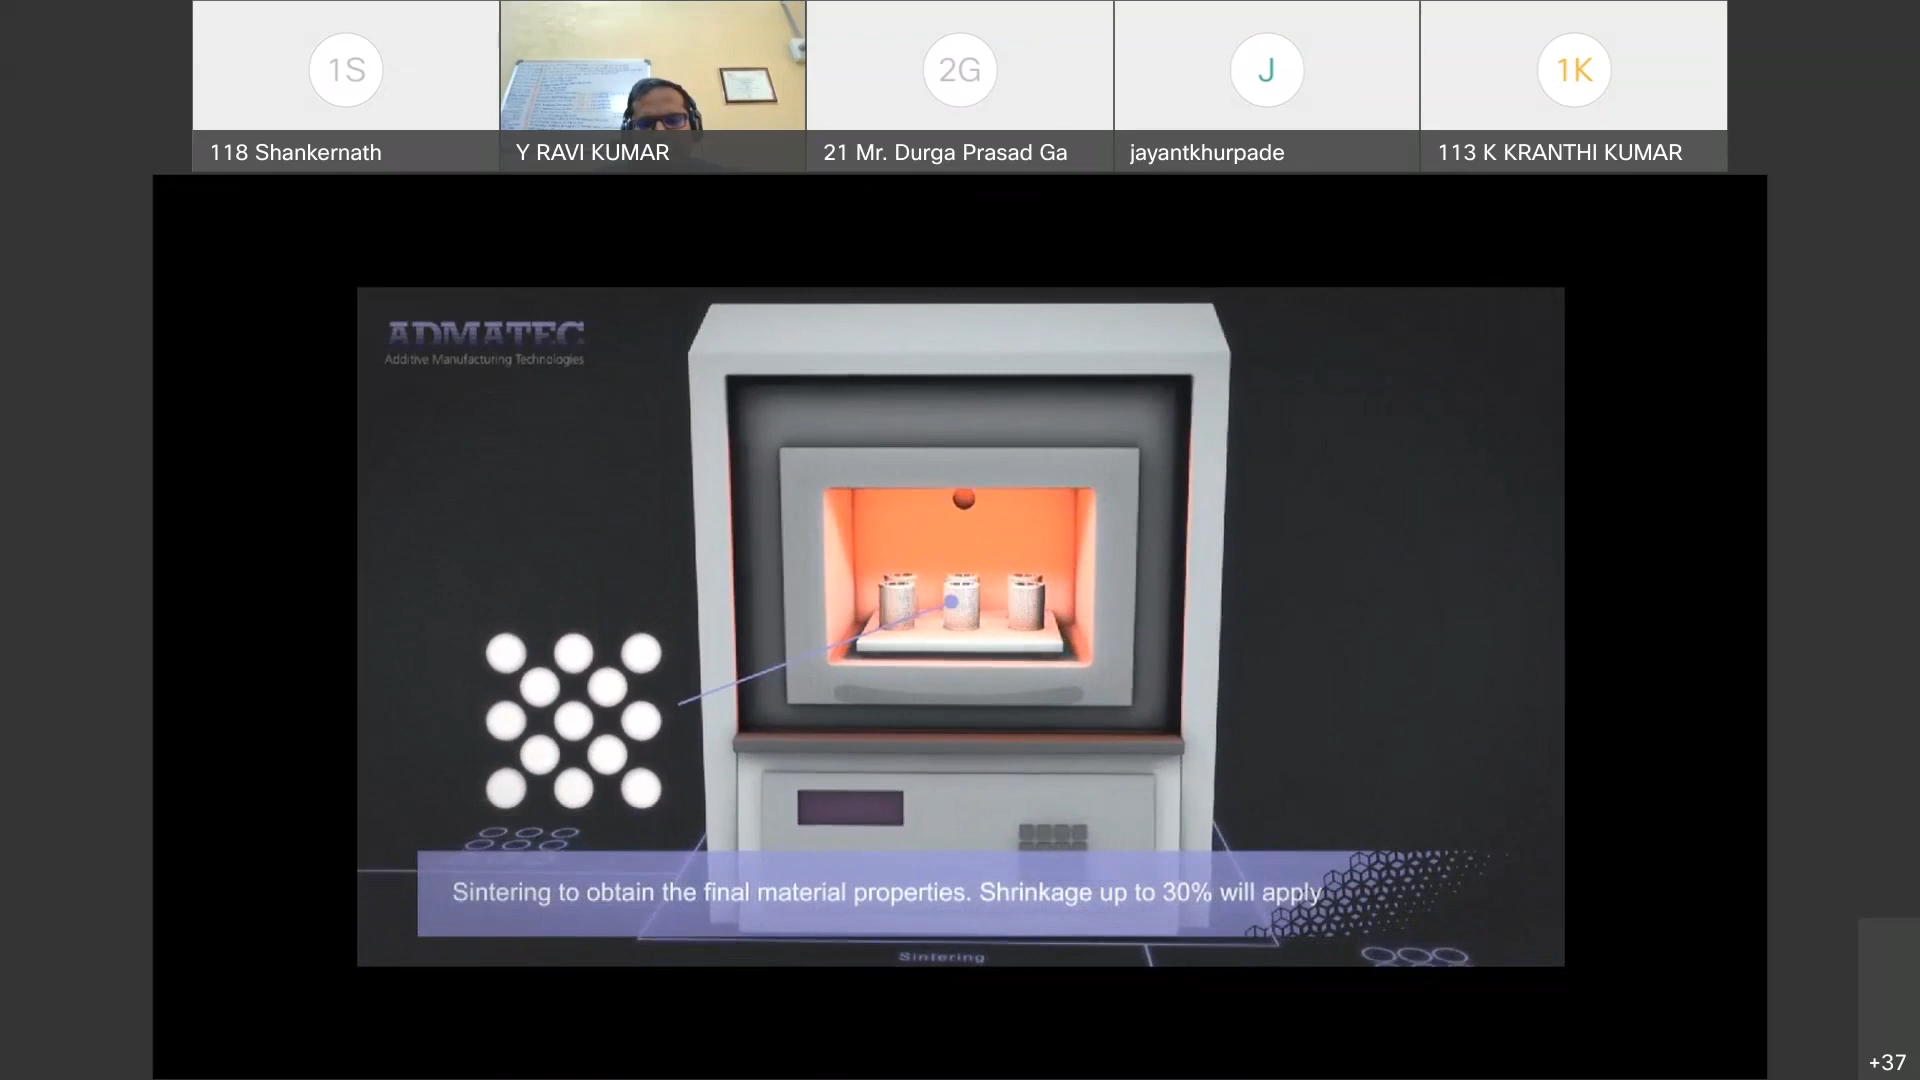 1S
2G
J
1K
118 Shankernath
Y RAVI KUMAR
21 Mr. Durga Prasad Ga
jayantkhurpade
113 K KRANTHI KUMAR
ADMATEC
Additive Manufacturing Technologies
Sintering to obtain the final material properties. Shrinkage up to 30% will apply
Sintering
+37